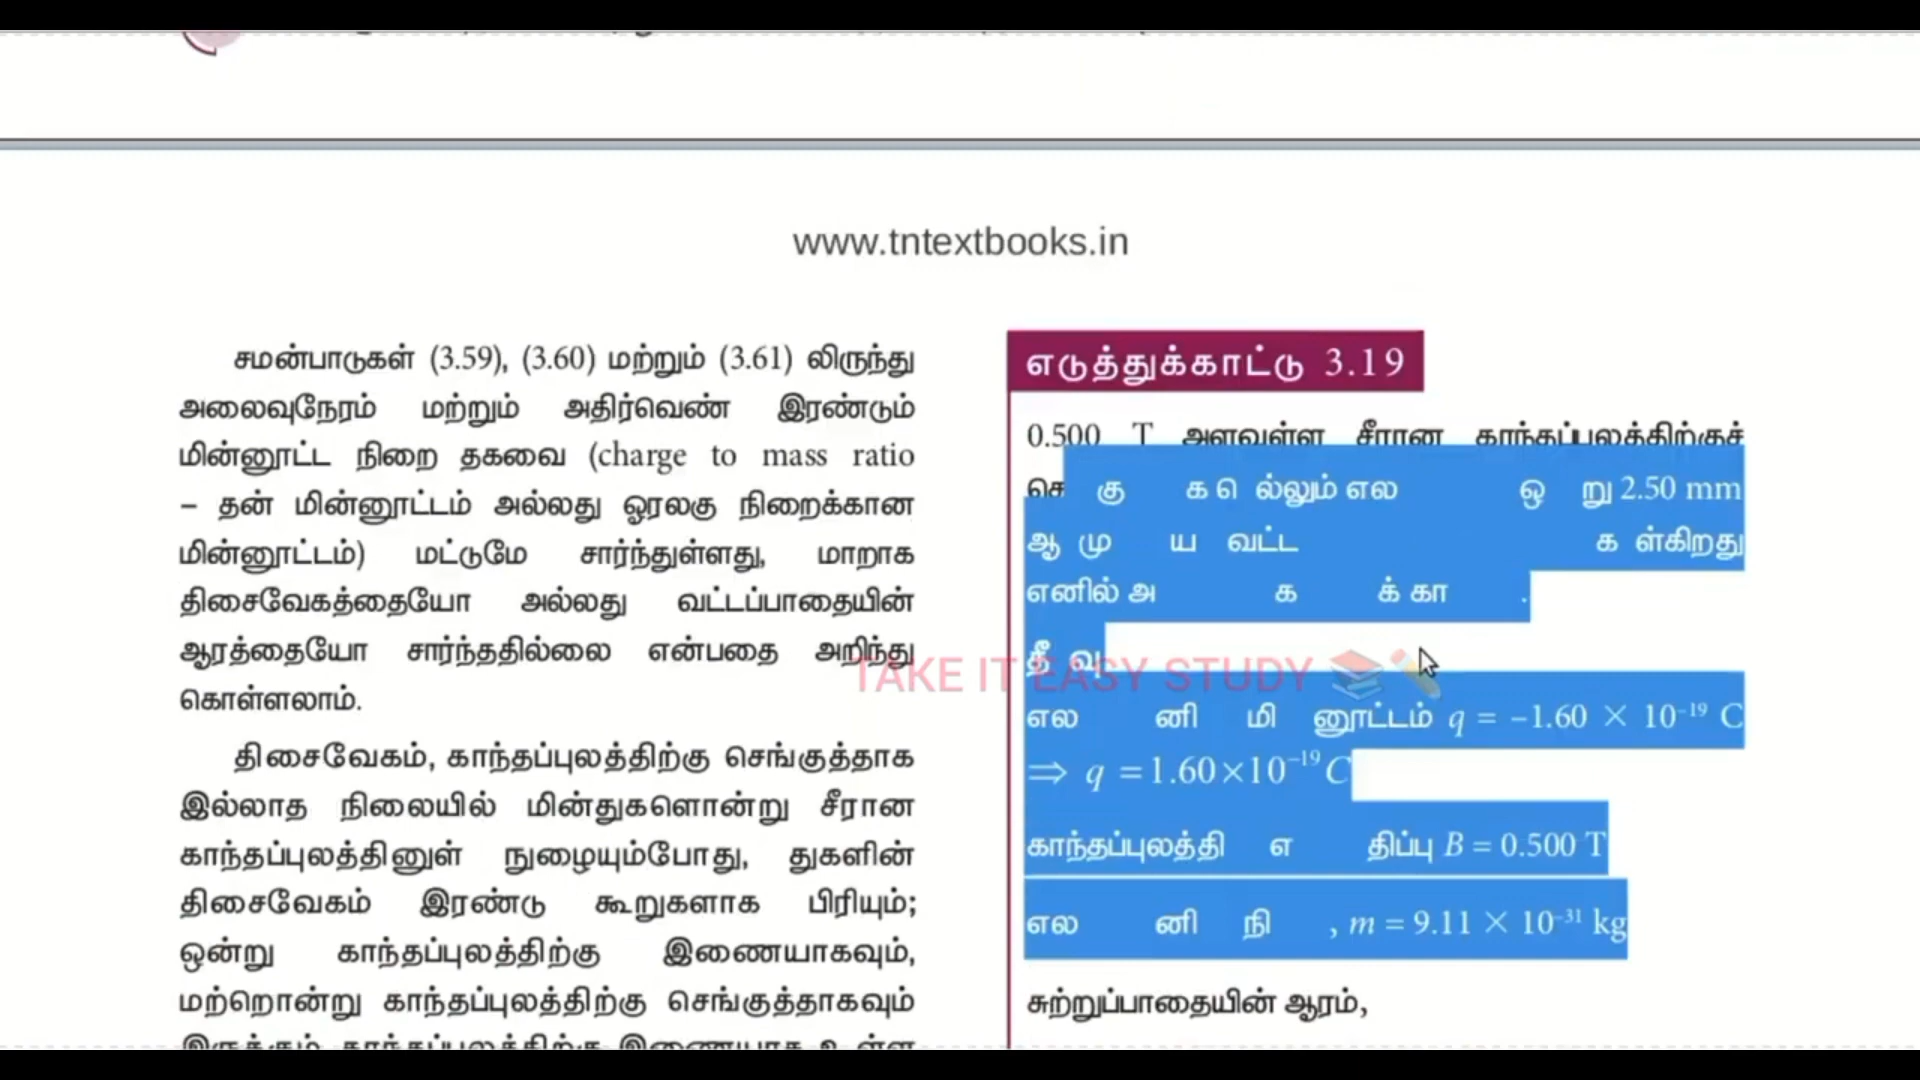 www.tntextbooks.in
சமன்பாடுகள் (3.59), (3.60) மற்றும் (3.61) லிருந்து
அலைவுநேரம் மற்றும் அதிர்வெண் இரண்டும்
மின்னூட்ட நிறை தகவை (charge to mass ratio
– தன் மின்னூட்டம் அல்லது ஓரலகு நிறைக்கான
மின்னூட்டம்) மட்டுமே சார்ந்துள்ளது, மாறாக
திசைவேகத்தையோ அல்லது வட்டப்பாதையின்
ஆரத்தையோ சார்ந்ததில்லை என்பதை அறிந்து
கொள்ளலாம்.
திசைவேகம், காந்தப்புலத்திற்கு செங்குத்தாக
இல்லாத நிலையில் மின்துகளொன்று சீரான
காந்தப்புலத்தினுள் நுழையும்போது, துகளின்
திசைவேகம் இரண்டு கூறுகளாக பிரியும்;
ஒன்று காந்தப்புலத்திற்கு இணையாகவும்,
மற்றொன்று காந்தப்புலத்திற்கு செங்குத்தாகவும்
இருக்கும். காந்தப்புலத்திற்கு இணையாக உள்ள
எடுத்துக்காட்டு 3.19
0.500 T அளவுள்ள சீரான காந்தப்புலத்திற்குச்
2.50 mm
எனில்
TAKE IT EASY STUDY 📚✏️
q = –1.60 × 10⁻¹⁹ C
⇒ q = 1.60×10⁻¹⁹ C
B = 0.500 T
, m = 9.11 × 10⁻³¹ kg
சுற்றுப்பாதையின் ஆரம்,